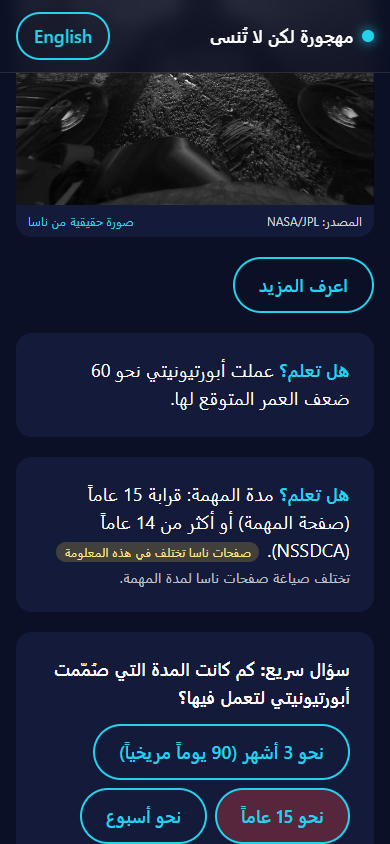 مهجورة لكن لا تُنسى
English
المصدر: NASA/JPL
صورة حقيقية من ناسا
اعرف المزيد
هل تعلم؟ عملت أبورتيونيتي نحو 60
ضعف العمر المتوقع لها.
هل تعلم؟ مدة المهمة: قرابة 15 عاماً
(صفحة المهمة) أو أكثر من 14 عاماً
(NSSDCA). صفحات ناسا تختلف في هذه المعلومة
تختلف صياغة صفحات ناسا لمدة المهمة.
سؤال سريع: كم كانت المدة التي صُمّمت
أبورتيونيتي لتعمل فيها؟
نحو 3 أشهر (90 يوماً مريخياً)
نحو 15 عاماً
نحو أسبوع